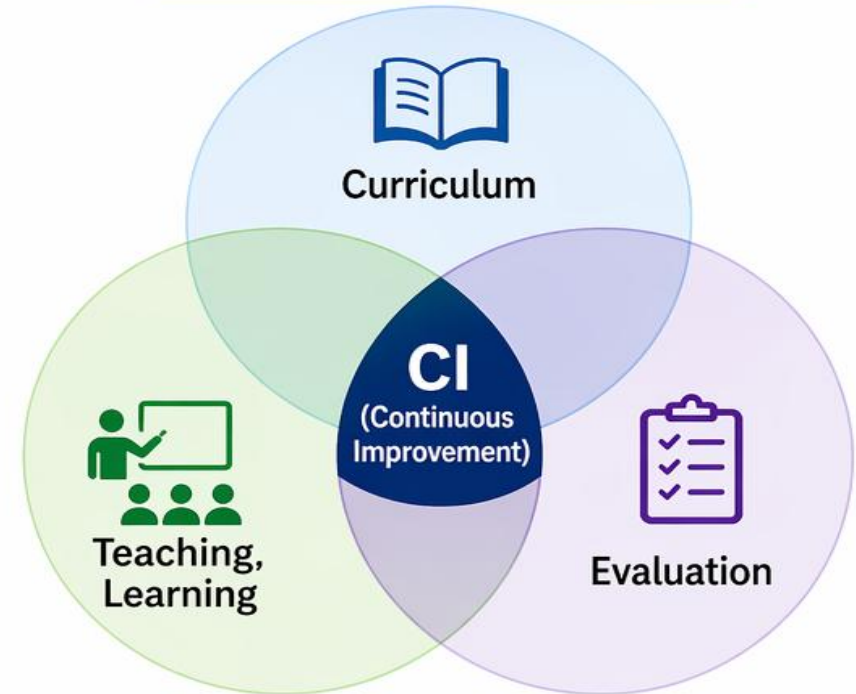 Curriculum
CI
(Continuous
Improvement)
Teaching,
Learning
Evaluation